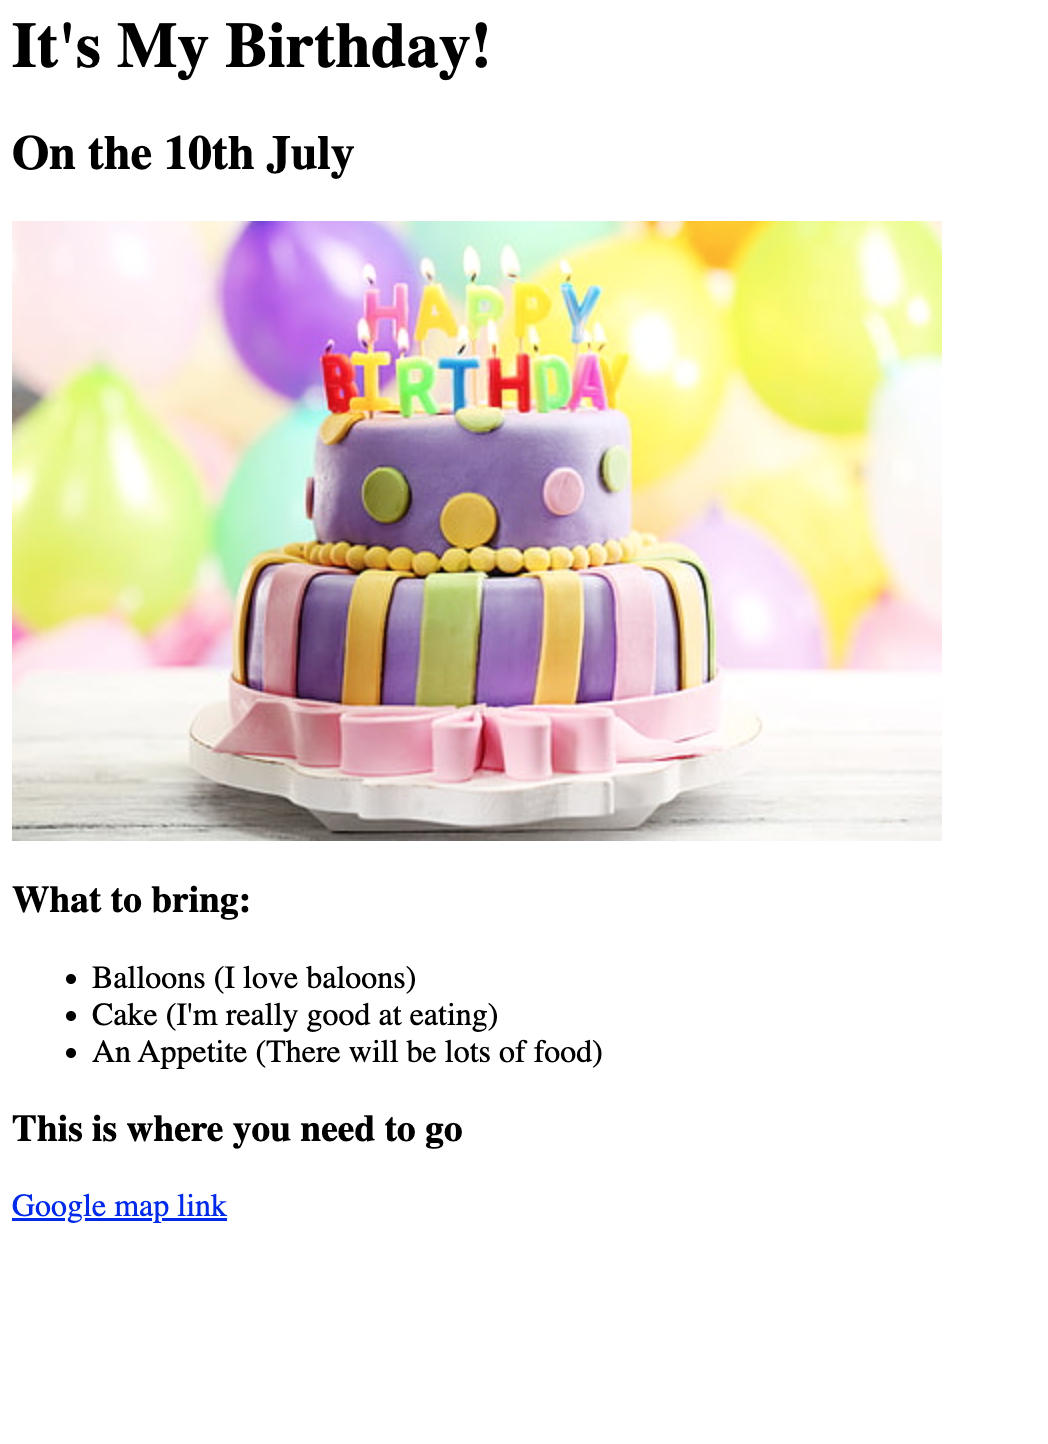 It's My Birthday!
On the 10th July
HAPPY
BIRTHDAY
What to bring:
Balloons (I love baloons)
Cake (I'm really good at eating)
An Appetite (There will be lots of food)
This is where you need to go
Google map link